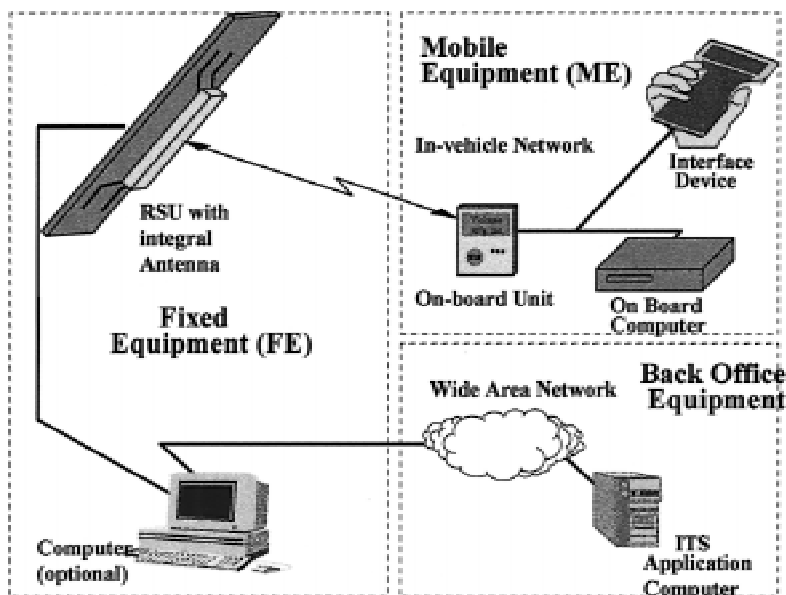 Mobile
Equipment (ME)
In-vehicle Network
Interface
Device
RSU with
integral
Antenna
On-board Unit
On Board
Computer
Fixed
Equipment (FE)
Wide Area Network
Back Office
Equipment
Computer
(optional)
ITS
Application
Computer